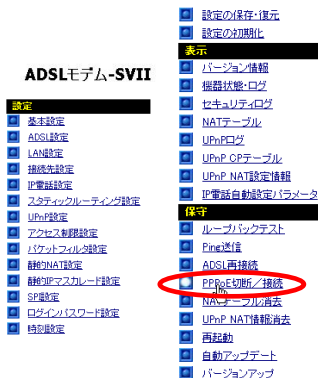 ADSLモデム-SVII
設定
基本設定
ADSL設定
LAN設定
接続先設定
IP電話設定
スタティックルーティング設定
UPnP設定
アクセス制限設定
パケットフィルタ設定
静的NAT設定
静的IPマスカレード設定
SPI設定
ログインパスワード設定
時刻設定
設定の保存・復元
設定の初期化
表示
バージョン情報
機器状態・ログ
セキュリティログ
NATテーブル
UPnPログ
UPnP CPテーブル
UPnP NAT設定情報
IP電話自動設定パラメータ
保守
ループバックテスト
Ping送信
ADSL再接続
PPPoE切断／接続
NATテーブル消去
UPnP NAT情報消去
再起動
自動アップデート
バージョンアップ